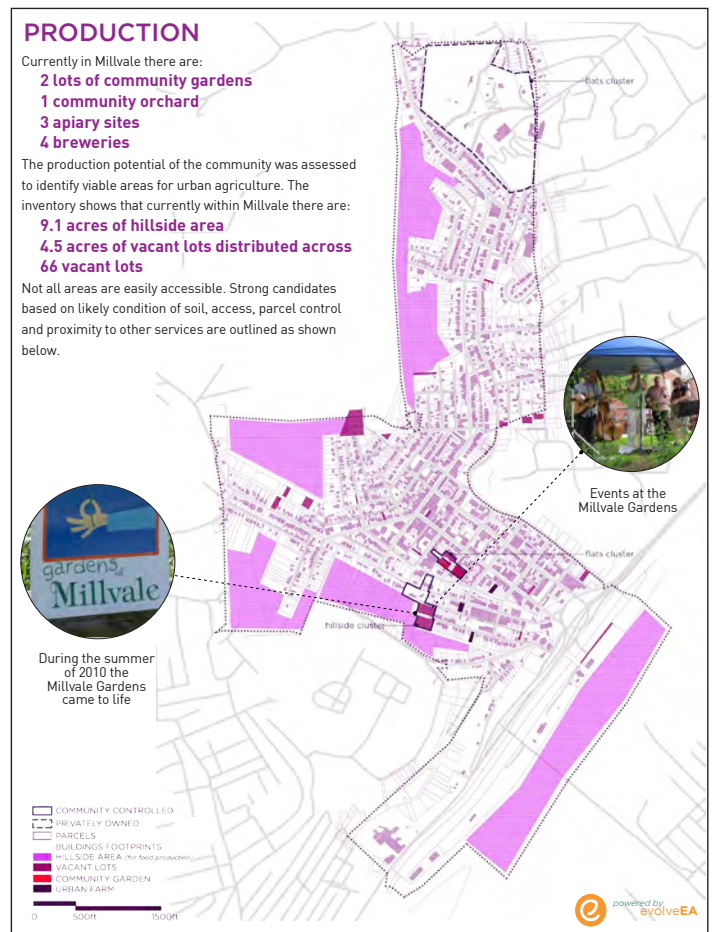 PRODUCTION
Currently in Millvale there are:
2 lots of community gardens
1 community orchard
3 apiary sites
4 breweries
The production potential of the community was assessed
to identify viable areas for urban agriculture. The
inventory shows that currently within Millvale there are:
9.1 acres of hillside area
4.5 acres of vacant lots distributed across
66 vacant lots
Not all areas are easily accessible. Strong candidates
based on likely condition of soil, access, parcel control
and proximity to other services are outlined as shown
below.
flats cluster
Events at the
Millvale Gardens
flats cluster
gardens of
Millvale
hillside cluster
During the summer
of 2010 the
Millvale Gardens
came to life
COMMUNITY CONTROLLED
PRIVATELY OWNED
PARCELS
BUILDINGS FOOTPRINTS
HILLSIDE AREA (for food production)
VACANT LOTS
COMMUNITY GARDEN
URBAN FARM
0 500ft 1500ft
e
powered by
evolveEA